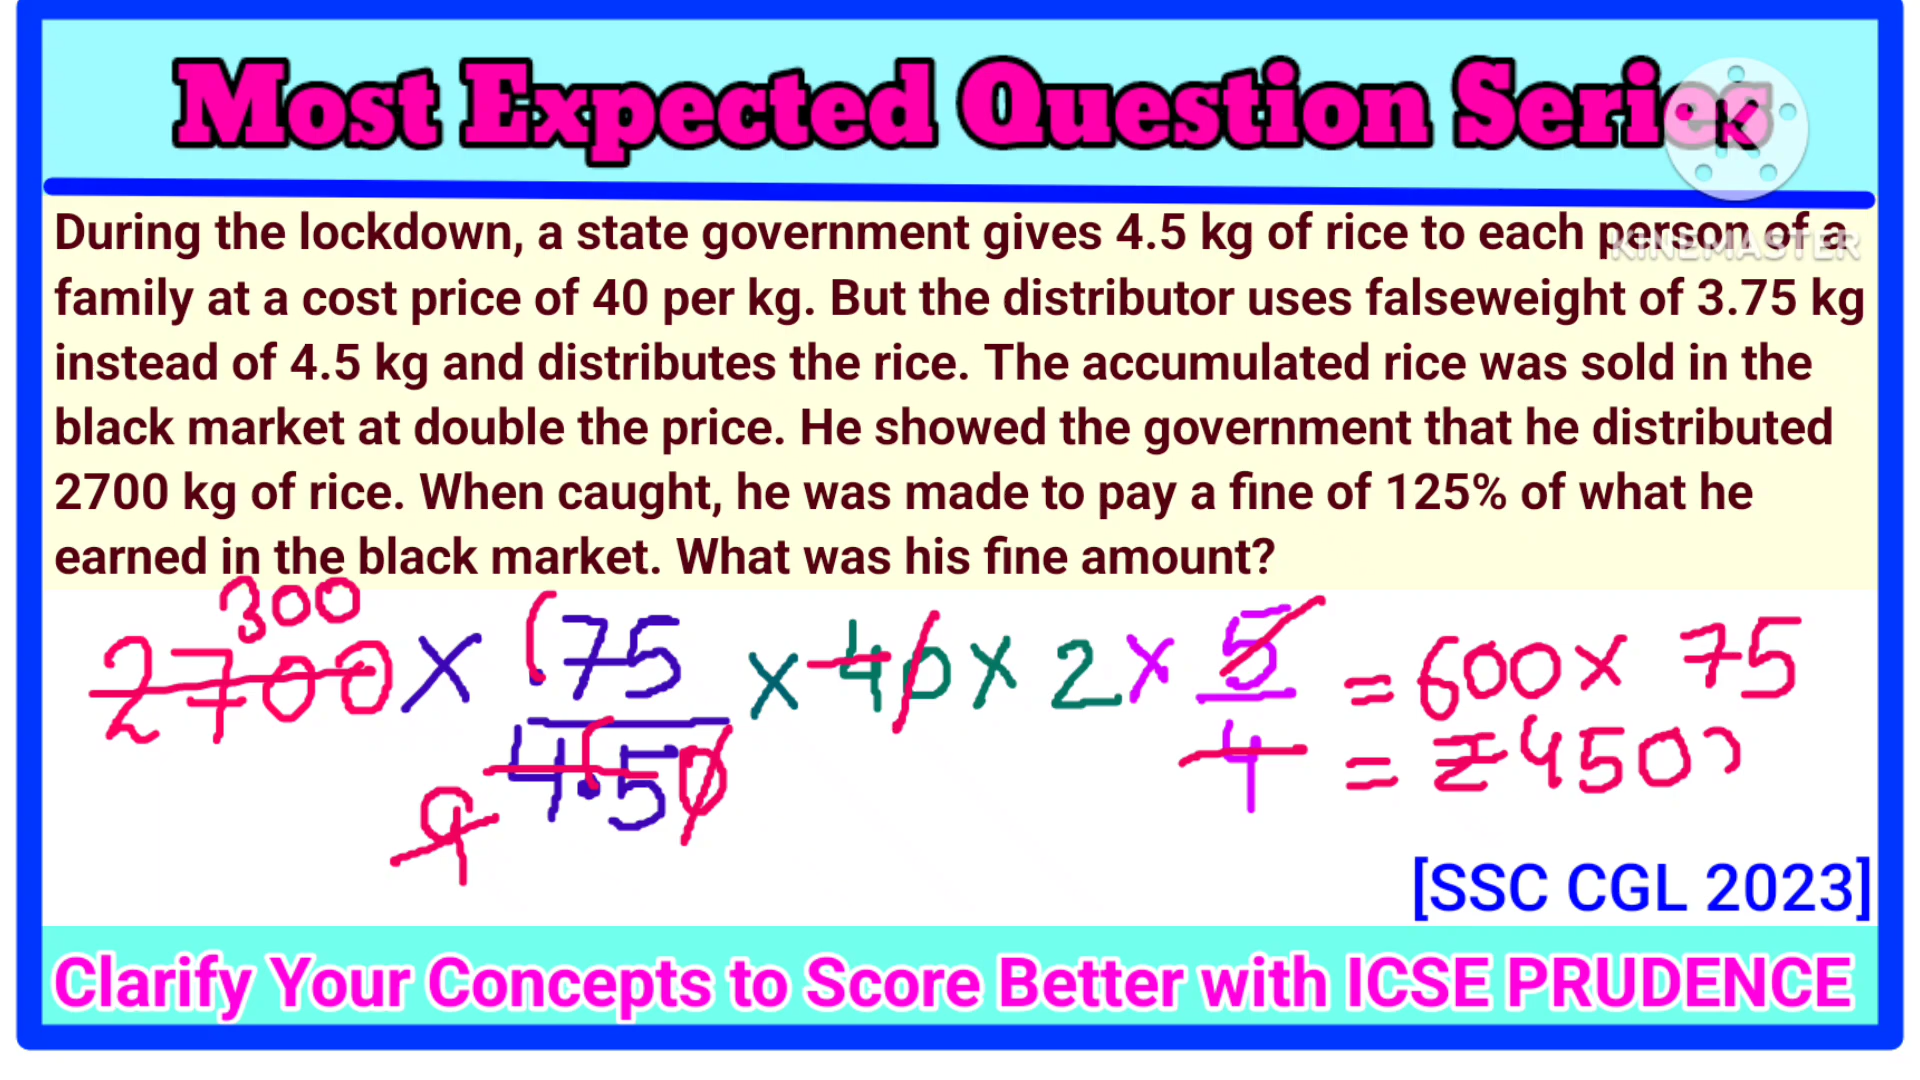 Most Expected Question Series
During the lockdown, a state government gives 4.5 kg of rice to each person of a
KINEMASTER
family at a cost price of 40 per kg. But the distributor uses falseweight of 3.75 kg
instead of 4.5 kg and distributes the rice. The accumulated rice was sold in the
black market at double the price. He showed the government that he distributed
2700 kg of rice. When caught, he was made to pay a fine of 125% of what he
earned in the black market. What was his fine amount?
300
2700 × .75 × 40 × 2 × 5 = 600 × 75
4.50 4 = = 450
9
[SSC CGL 2023]
Clarify Your Concepts to Score Better with ICSE PRUDENCE